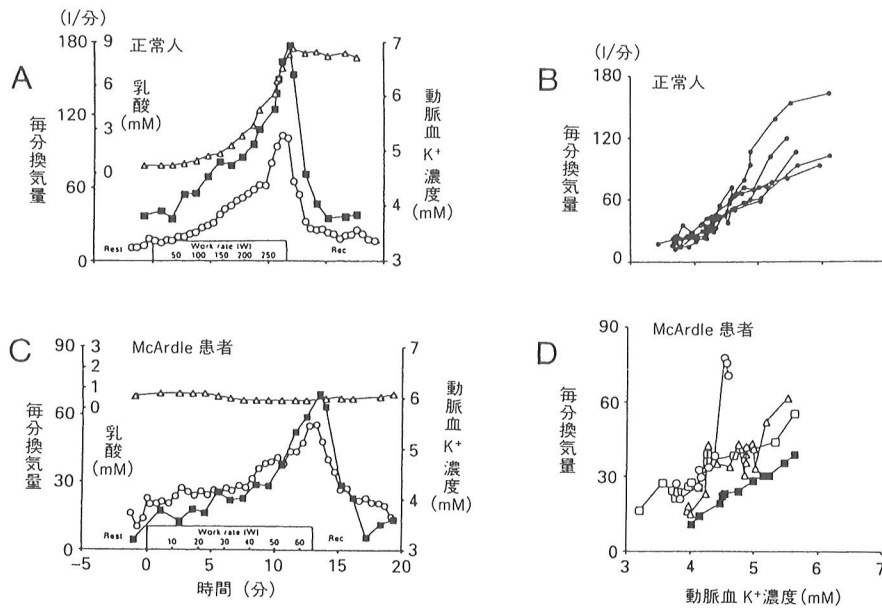 A
(l/分)
180
120
60
0
毎分換気量
9
6
3
0
乳酸
(mM)
正常人
7
6
5
4
3
動脈血K⁺濃度
(mM)
Rest
Work rate (W)
50 100 150 200 250
Rec
B
(l/分)
180
120
60
0
毎分換気量
正常人
C
90
60
30
0
毎分換気量
3
2
1
0
乳酸
(mM)
McArdle 患者
7
6
5
4
3
動脈血K⁺濃度
(mM)
Rest
Work rate (W)
10 20 30 40 50 60
Rec
-5 0 5 10 15 20
時間 (分)
D
90
60
30
0
毎分換気量
McArdle 患者
3 4 5 6 7
動脈血 K⁺濃度(mM)